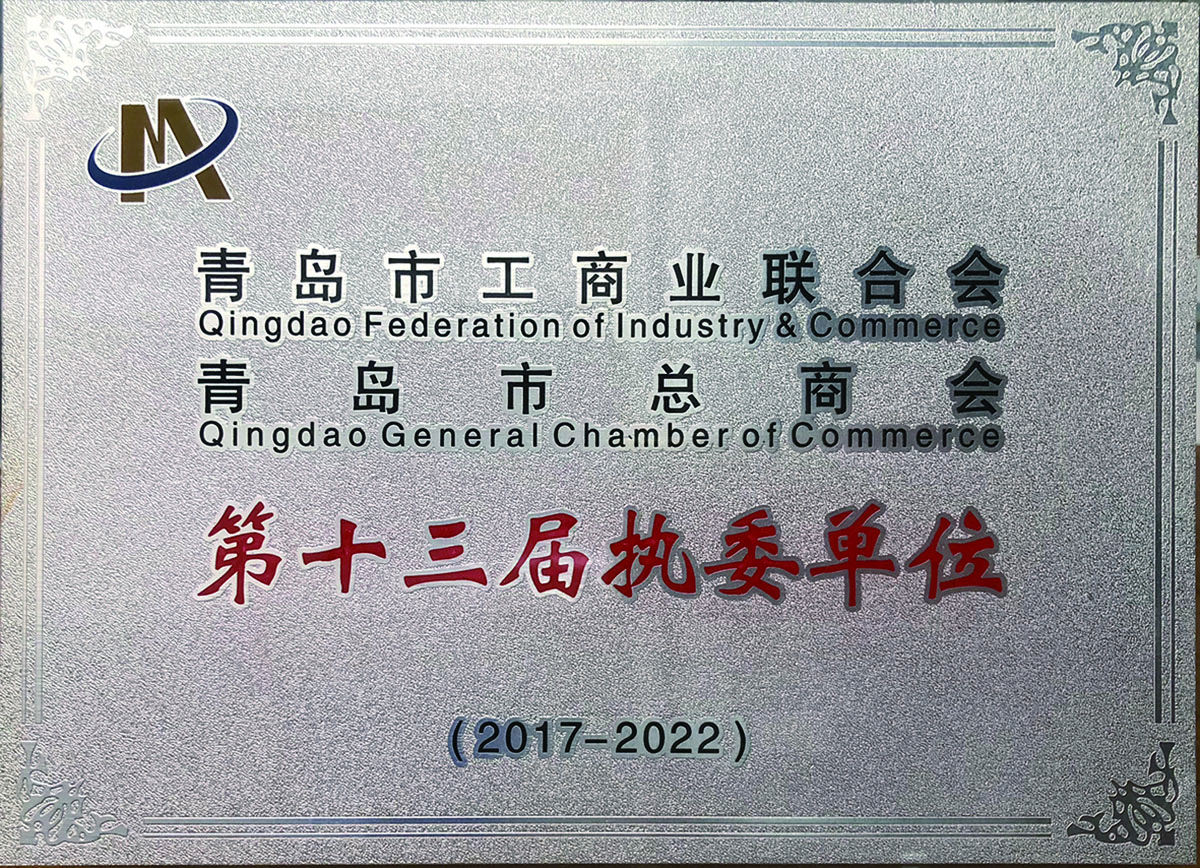 青岛市工商业联合会
Qingdao Federation of Industry & Commerce
青岛市总商会
Qingdao General Chamber of Commerce
第十三届执委单位
(2017-2022)